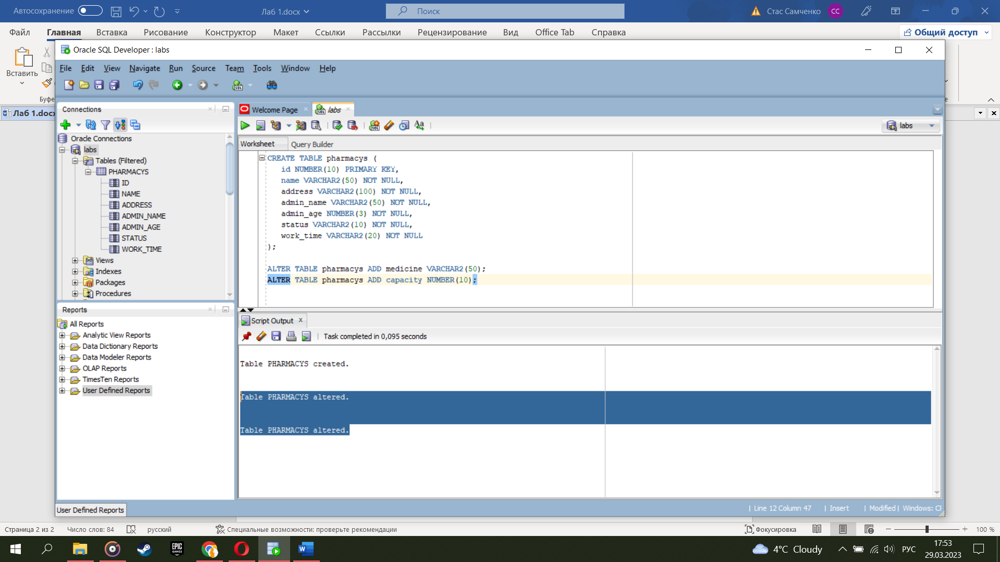 Автосохранение
Лаб 1.docx
Поиск
Стас Самченко
СС
Файл
Главная
Вставка
Рисование
Конструктор
Макет
Ссылки
Рассылки
Рецензирование
Вид
Office Tab
Справка
Общий доступ
Вставить
Буфе
Лаб 1.docx
Oracle SQL Developer : labs
File Edit View Navigate Run Source Team Tools Window Help
Connections
Oracle Connections
labs
Tables (Filtered)
PHARMACYS
ID
NAME
ADDRESS
ADMIN_NAME
ADMIN_AGE
STATUS
WORK_TIME
Views
Indexes
Packages
Procedures
Reports
All Reports
Analytic View Reports
Data Dictionary Reports
Data Modeler Reports
OLAP Reports
TimesTen Reports
User Defined Reports
User Defined Reports
Welcome Page
labs
labs
Worksheet
Query Builder
CREATE TABLE pharmacys (
id NUMBER(10) PRIMARY KEY,
name VARCHAR2(50) NOT NULL,
address VARCHAR2(100) NOT NULL,
admin_name VARCHAR2(50) NOT NULL,
admin_age NUMBER(3) NOT NULL,
status VARCHAR2(10) NOT NULL,
work_time VARCHAR2(20) NOT NULL
);
ALTER TABLE pharmacys ADD medicine VARCHAR2(50);
ALTER TABLE pharmacys ADD capacity NUMBER(10);
Script Output
Task completed in 0,095 seconds
Table PHARMACYS created.
Table PHARMACYS altered.
Table PHARMACYS altered.
Line 12 Column 47
Insert
Modified
Windows: CF
Страница 2 из 2
Число слов: 84
русский
Специальные возможности: проверьте рекомендации
Фокусировка
100 %
EPIC
GAMES
4°C Cloudy
РУС
17:53
29.03.2023